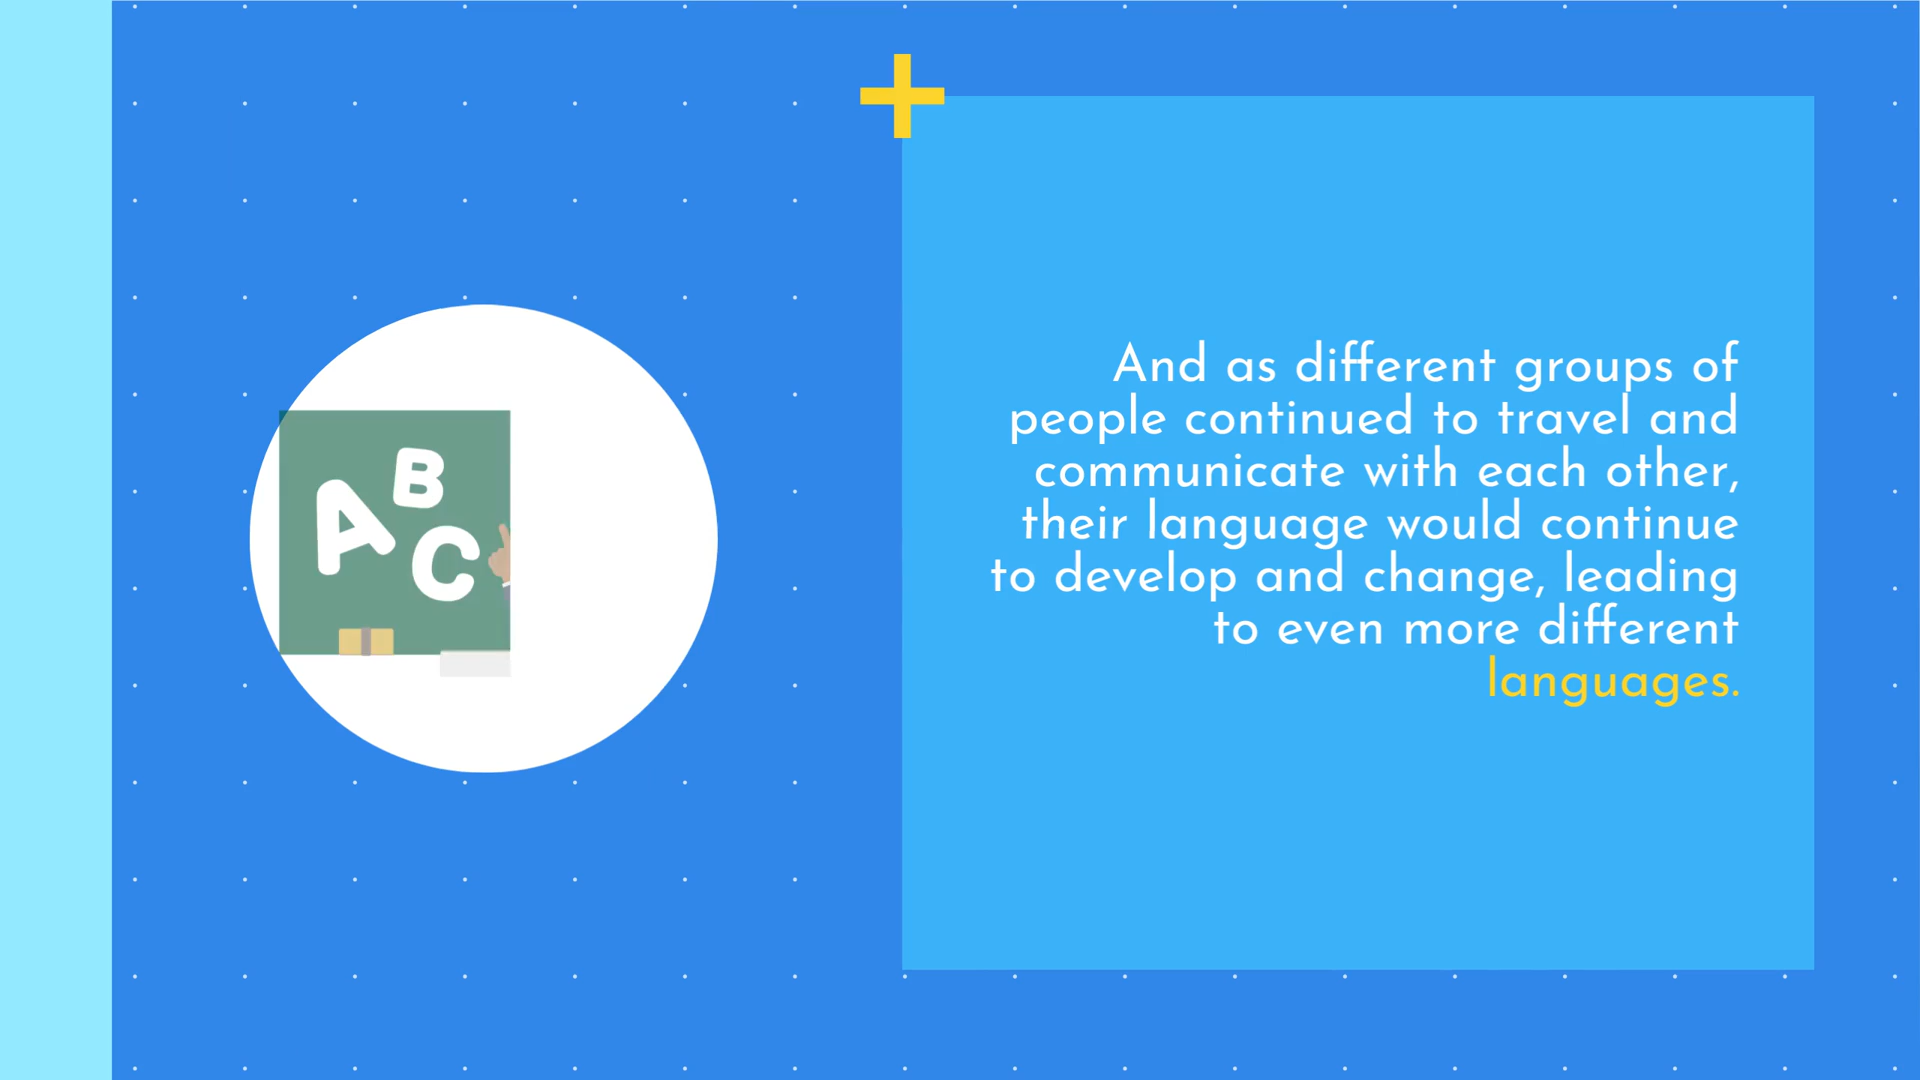 A
B
C
And as different groups of
people continued to travel and
communicate with each other,
their language would continue
to develop and change, leading
to even more different
languages.